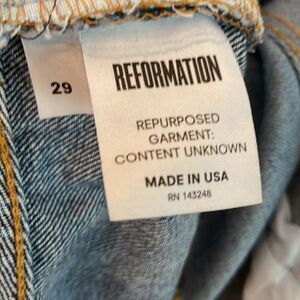 29
REFORMATION
REPURPOSED
GARMENT:
CONTENT UNKNOWN
MADE IN USA
RN 143248